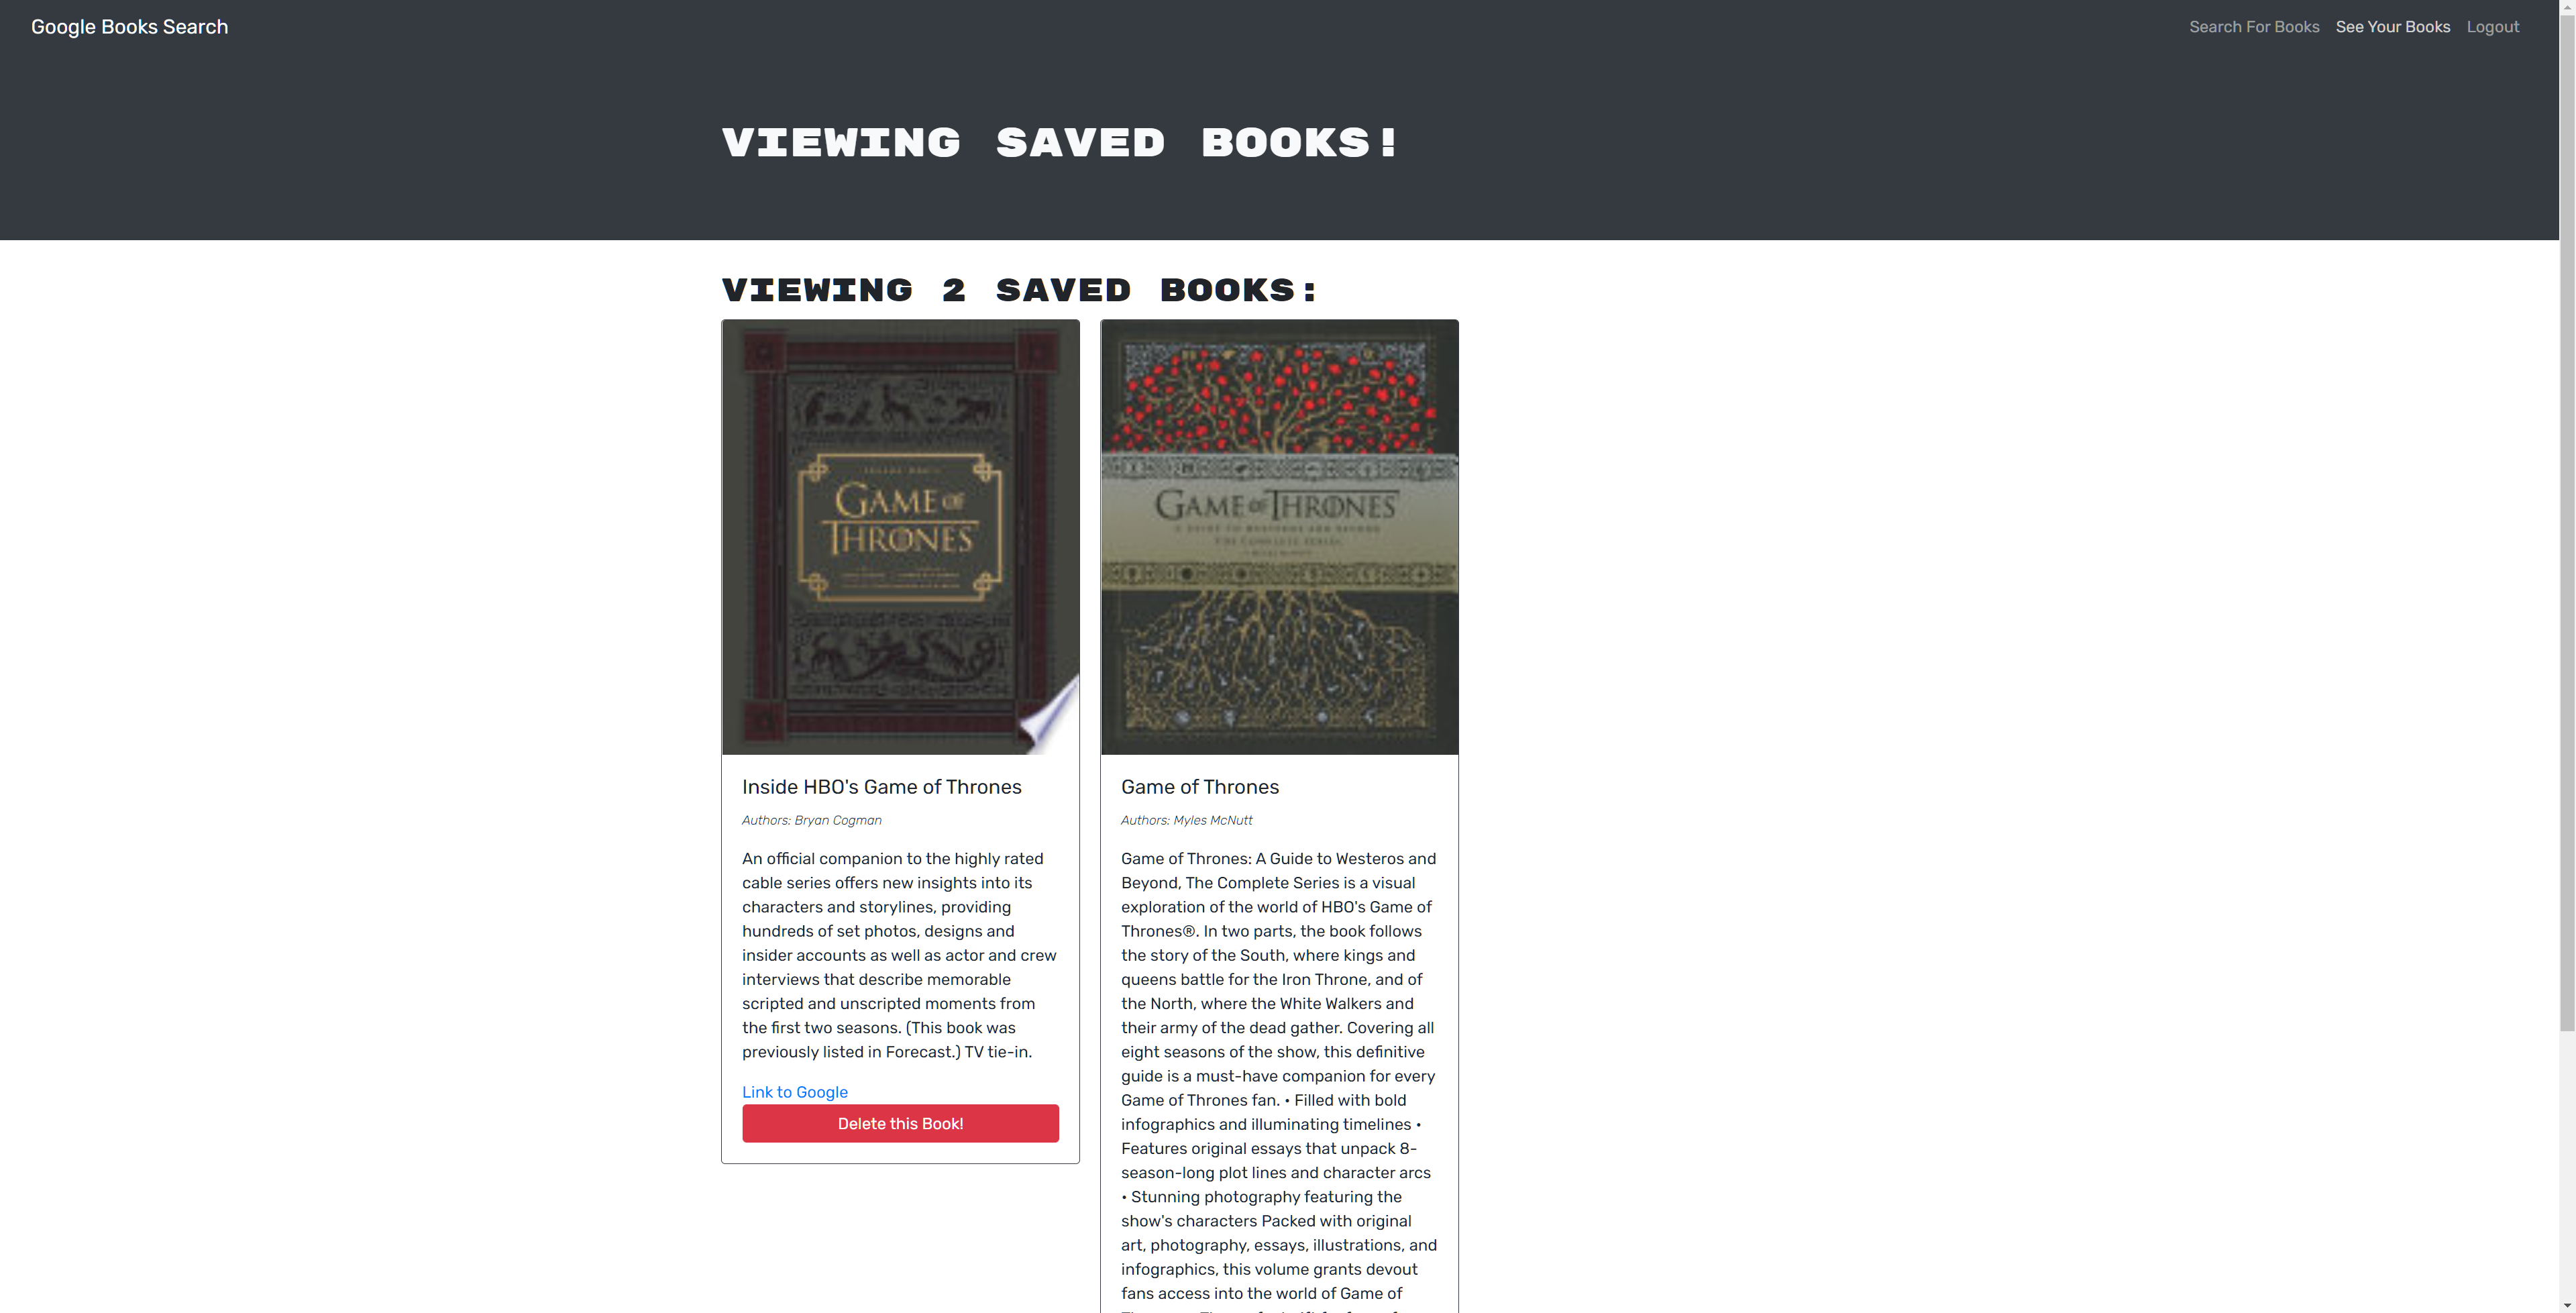 Google Books Search
Search For Books See Your Books Logout
VIEWING SAVED BOOKS!
VIEWING 2 SAVED BOOKS:
GAME OF
THRONES
Inside HBO's Game of Thrones
Authors: Bryan Cogman
An official companion to the highly rated
cable series offers new insights into its
characters and storylines, providing
hundreds of set photos, designs and
insider accounts as well as actor and crew
interviews that describe memorable
scripted and unscripted moments from
the first two seasons. (This book was
previously listed in Forecast.) TV tie-in.
Link to Google
Delete this Book!
GAME OF THRONES
A GUIDE TO WESTEROS AND BEYOND
THE COMPLETE SERIES
Game of Thrones
Authors: Myles McNutt
Game of Thrones: A Guide to Westeros and
Beyond, The Complete Series is a visual
exploration of the world of HBO's Game of
Thrones®. In two parts, the book follows
the story of the South, where kings and
queens battle for the Iron Throne, and of
the North, where the White Walkers and
their army of the dead gather. Covering all
eight seasons of the show, this definitive
guide is a must-have companion for every
Game of Thrones fan. • Filled with bold
infographics and illuminating timelines •
Features original essays that unpack 8-
season-long plot lines and character arcs
• Stunning photography featuring the
show's characters Packed with original
art, photography, essays, illustrations, and
infographics, this volume grants devout
fans access into the world of Game of